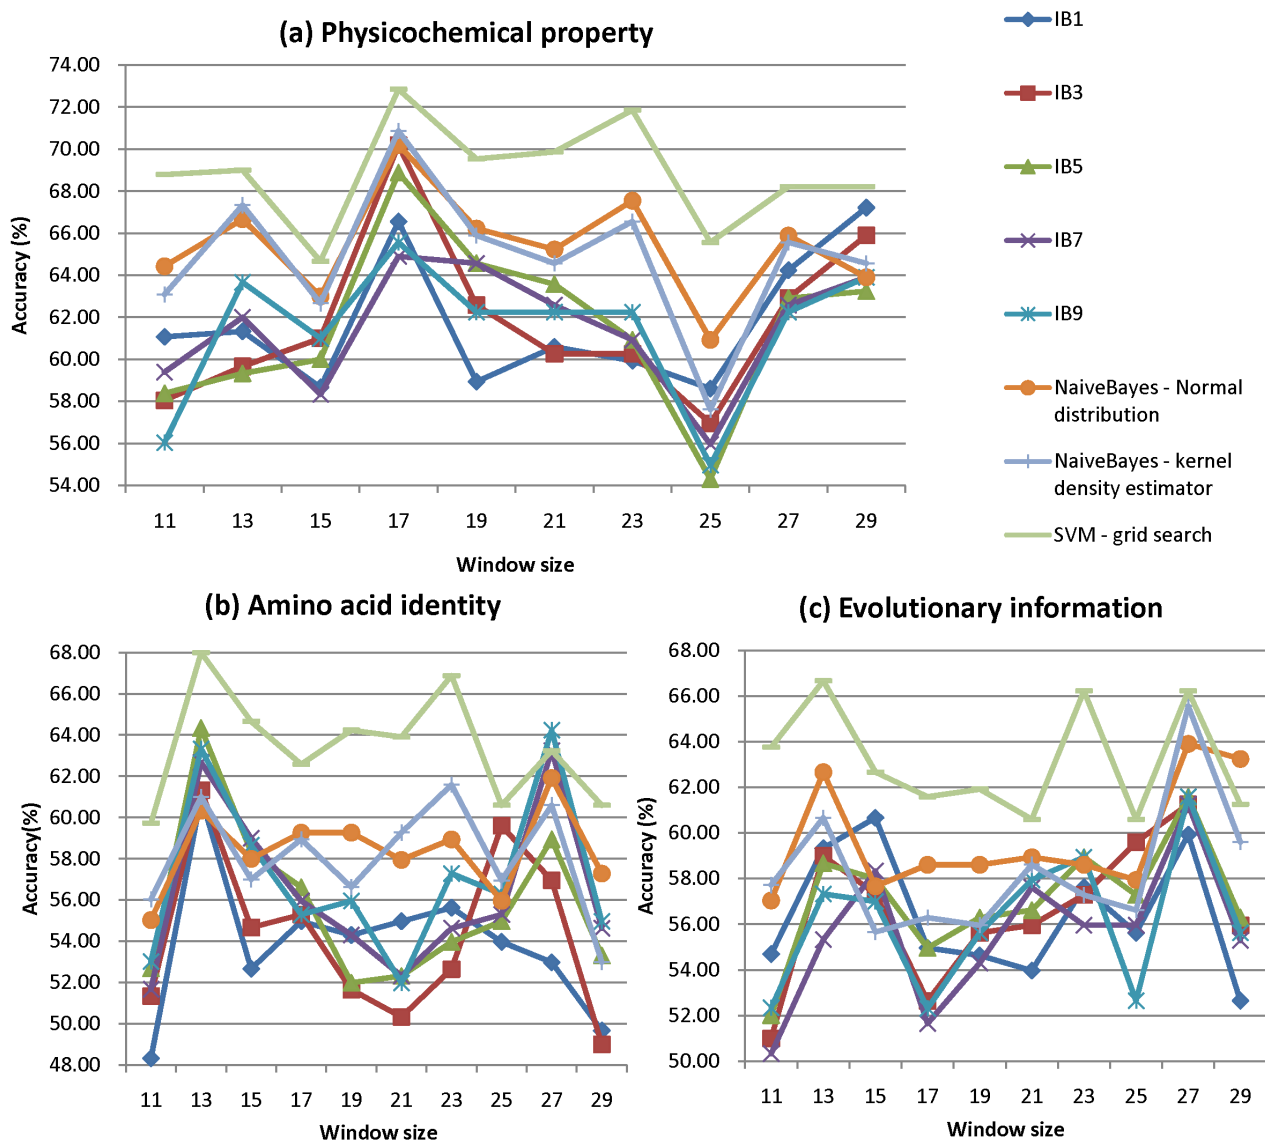 (a) Physicochemical property
Accuracy (%)
74.00
72.00
70.00
68.00
66.00
64.00
62.00
60.00
58.00
56.00
54.00
11 13 15 17 19 21 23 25 27 29
Window size
IB1
IB3
IB5
IB7
IB9
NaiveBayes - Normal
distribution
NaiveBayes - kernel
density estimator
SVM - grid search
(b) Amino acid identity
Accuracy(%)
68.00
66.00
64.00
62.00
60.00
58.00
56.00
54.00
52.00
50.00
48.00
11 13 15 17 19 21 23 25 27 29
Window size
(c) Evolutionary information
Accuracy (%)
68.00
66.00
64.00
62.00
60.00
58.00
56.00
54.00
52.00
50.00
11 13 15 17 19 21 23 25 27 29
Window size